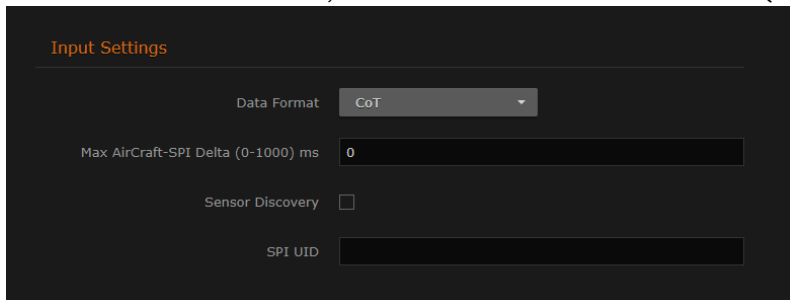 Input Settings
Data Format CoT
Max AirCraft-SPI Delta (0-1000) ms 0
Sensor Discovery
SPI UID